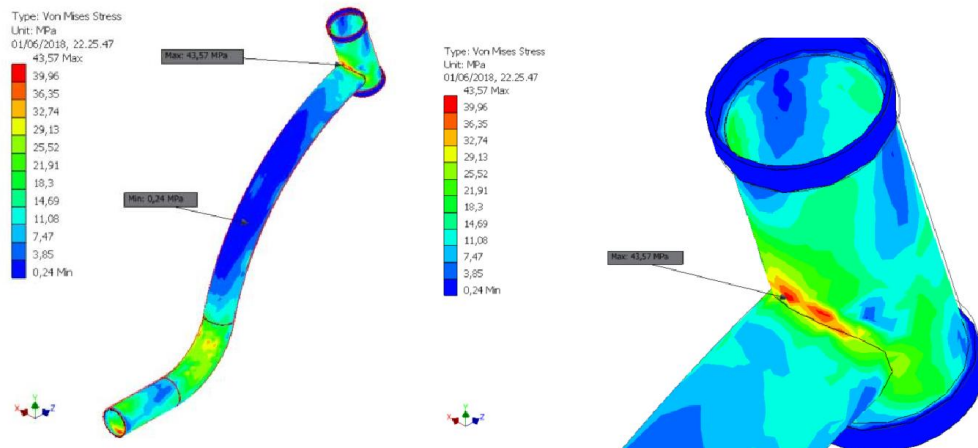 Type: Von Mises Stress
Unit: MPa
01/06/2018, 22.25.47
43,57 Max
39,96
36,35
32,74
29,13
25,52
21,91
18,3
14,69
11,08
7,47
3,85
0,24 Min
Max: 43,57 MPa
Min: 0,24 MPa
X Y Z
Type: Von Mises Stress
Unit: MPa
01/06/2018, 22.25.47
43,57 Max
39,96
36,35
32,74
29,13
25,52
21,91
18,3
14,69
11,08
7,47
3,85
0,24 Min
Max: 43,57 MPa
X Y Z